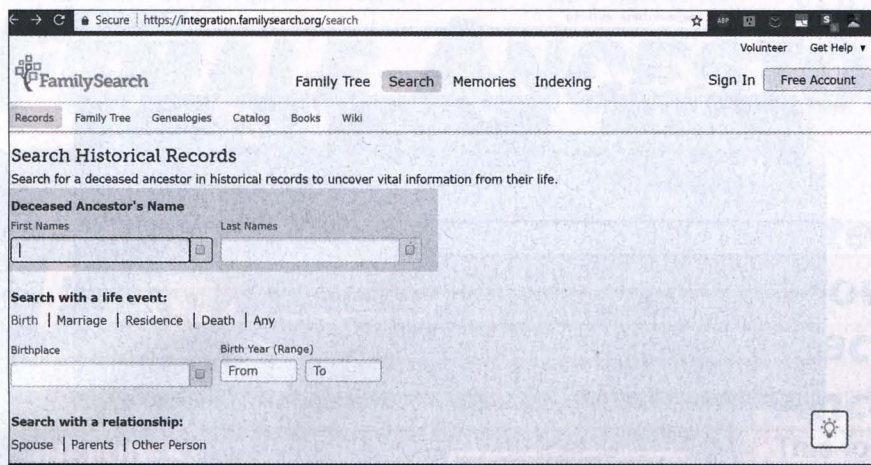 Secure https://integration.familysearch.org/search ABP
Volunteer Get Help
FamilySearch Family Tree Search Memories Indexing Sign In Free Account
Records Family Tree Genealogies Catalog Books Wiki
Search Historical Records
Search for a deceased ancestor in historical records to uncover vital information from their life.
Deceased Ancestor's Name
First Names Last Names
Search with a life event:
Birth | Marriage | Residence | Death | Any
Birthplace Birth Year (Range)
From To
Search with a relationship:
Spouse | Parents | Other Person